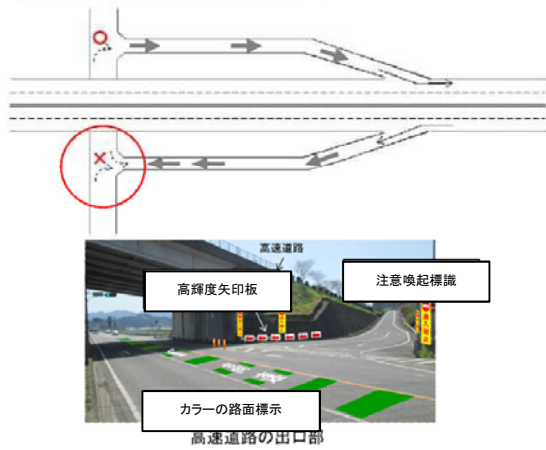 高速道路
高輝度矢印板
注意喚起標識
カラーの路面標示
高速道路の出口部